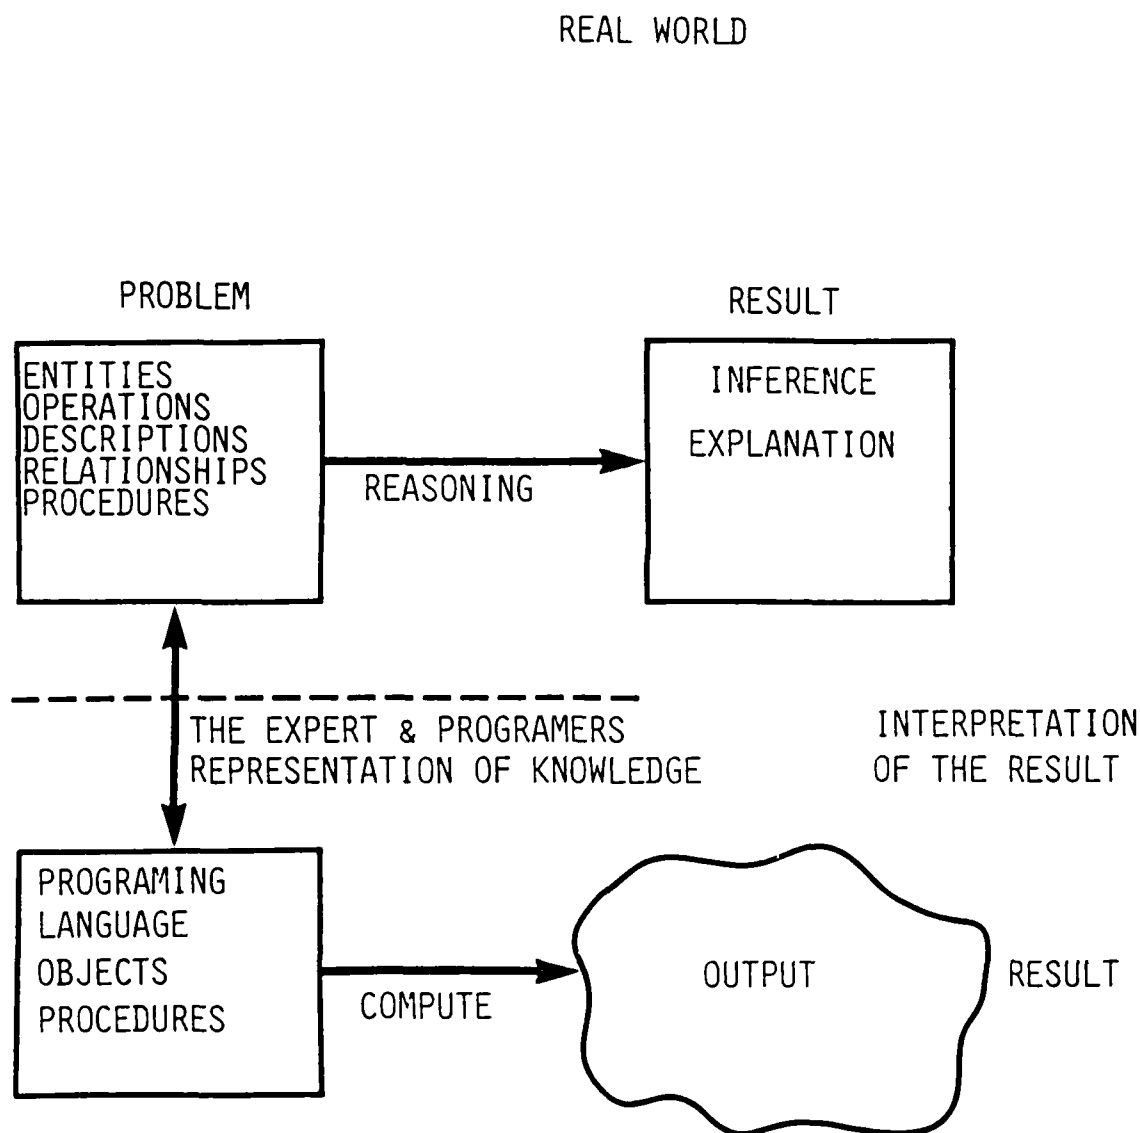 REAL WORLD
PROBLEM
RESULT
ENTITIES
OPERATIONS
DESCRIPTIONS
RELATIONSHIPS
PROCEDURES
REASONING
INFERENCE
EXPLANATION
THE EXPERT & PROGRAMERS
REPRESENTATION OF KNOWLEDGE
INTERPRETATION
OF THE RESULT
PROGRAMING
LANGUAGE
OBJECTS
PROCEDURES
COMPUTE
OUTPUT
RESULT